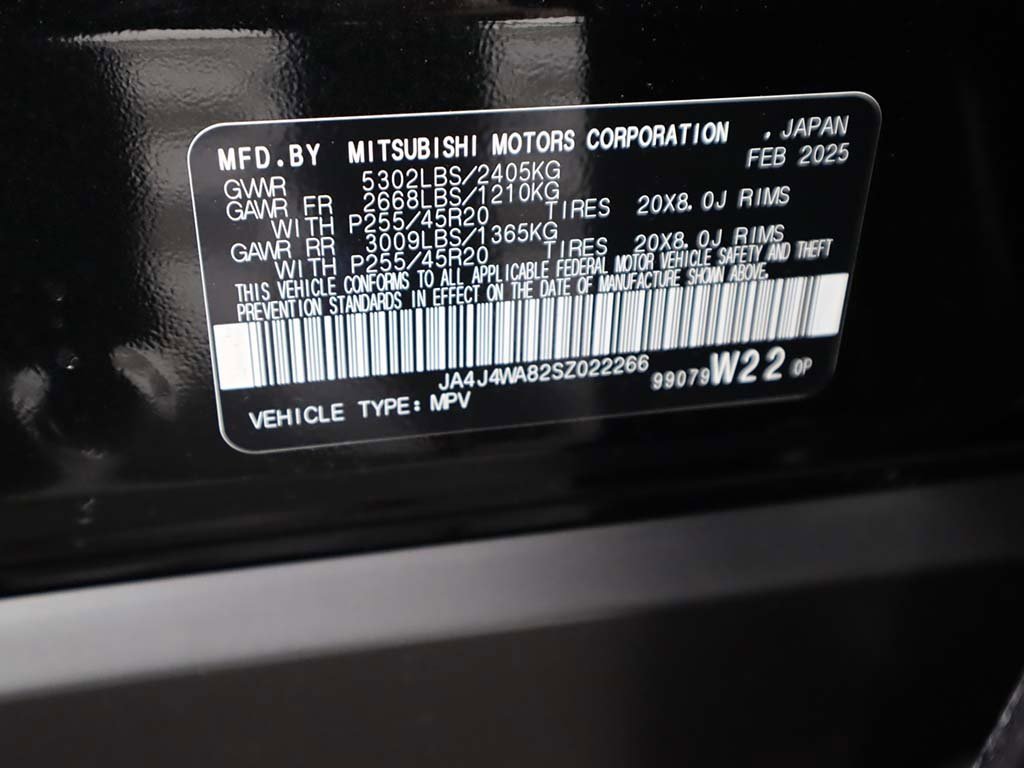 MFD.BY MITSUBISHI MOTORS CORPORATION . JAPAN
FEB 2025
GVWR 5302LBS/2405KG
GAWR FR 2668LBS/1210KG
WITH P255/45R20 TIRES 20X8.0J RIMS
GAWR RR 3009LBS/1365KG
WITH P255/45R20 TIRES 20X8.0J RIMS
THIS VEHICLE CONFORMS TO ALL APPLICABLE FEDERAL MOTOR VEHICLE SAFETY AND THEFT
PREVENTION STANDARDS IN EFFECT ON THE DATE OF MANUFACTURE SHOWN ABOVE.
JA4J4WA82SZ022266 99079W22 0P
VEHICLE TYPE: MPV